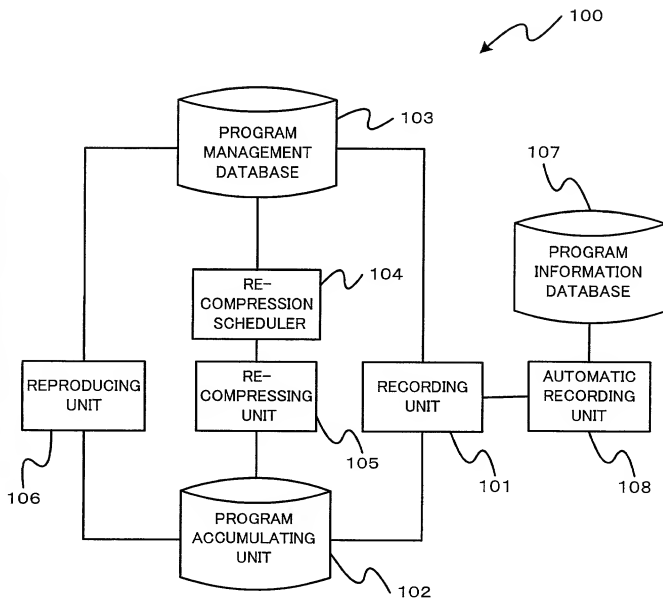 100
PROGRAM
MANAGEMENT
DATABASE
103
107
PROGRAM
INFORMATION
DATABASE
RE-
COMPRESSION
SCHEDULER
104
REPRODUCING
UNIT
106
RE-
COMPRESSING
UNIT
105
RECORDING
UNIT
101
AUTOMATIC
RECORDING
UNIT
108
PROGRAM
ACCUMULATING
UNIT
102